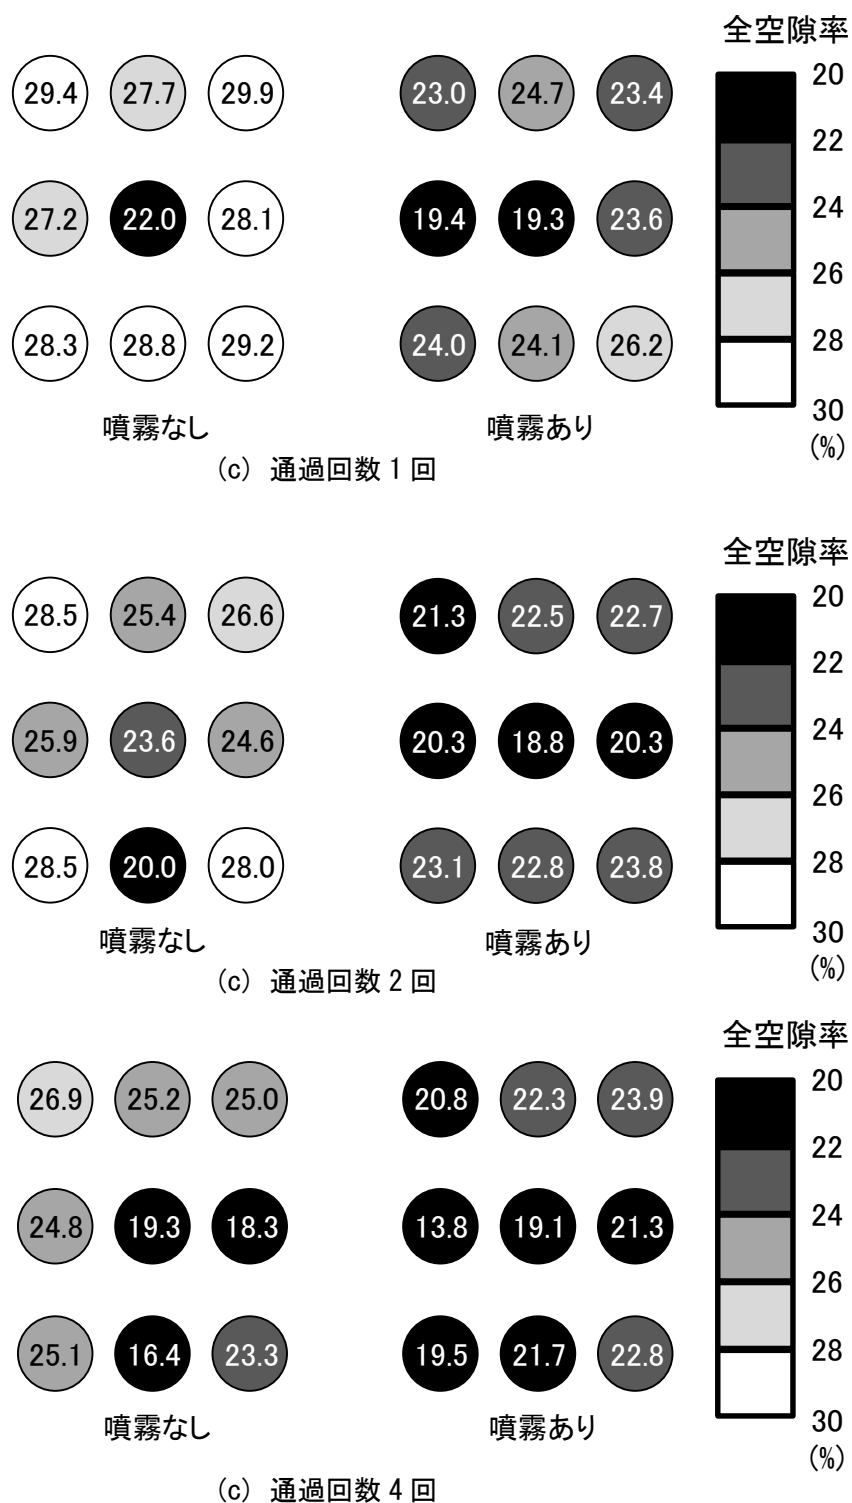 全空隙率
29.4 27.7 29.9 23.0 24.7 23.4 20
22
27.2 22.0 28.1 19.4 19.3 23.6 24
26
28.3 28.8 29.2 24.0 24.1 26.2 28
30
噴霧なし 噴霧あり (%)
(c) 通過回数 1 回
全空隙率
28.5 25.4 26.6 21.3 22.5 22.7 20
22
25.9 23.6 24.6 20.3 18.8 20.3 24
26
28.5 20.0 28.0 23.1 22.8 23.8 28
30
噴霧なし 噴霧あり (%)
(c) 通過回数 2 回
全空隙率
26.9 25.2 25.0 20.8 22.3 23.9 20
22
24.8 19.3 18.3 13.8 19.1 21.3 24
26
25.1 16.4 23.3 19.5 21.7 22.8 28
30
噴霧なし 噴霧あり (%)
(c) 通過回数 4 回